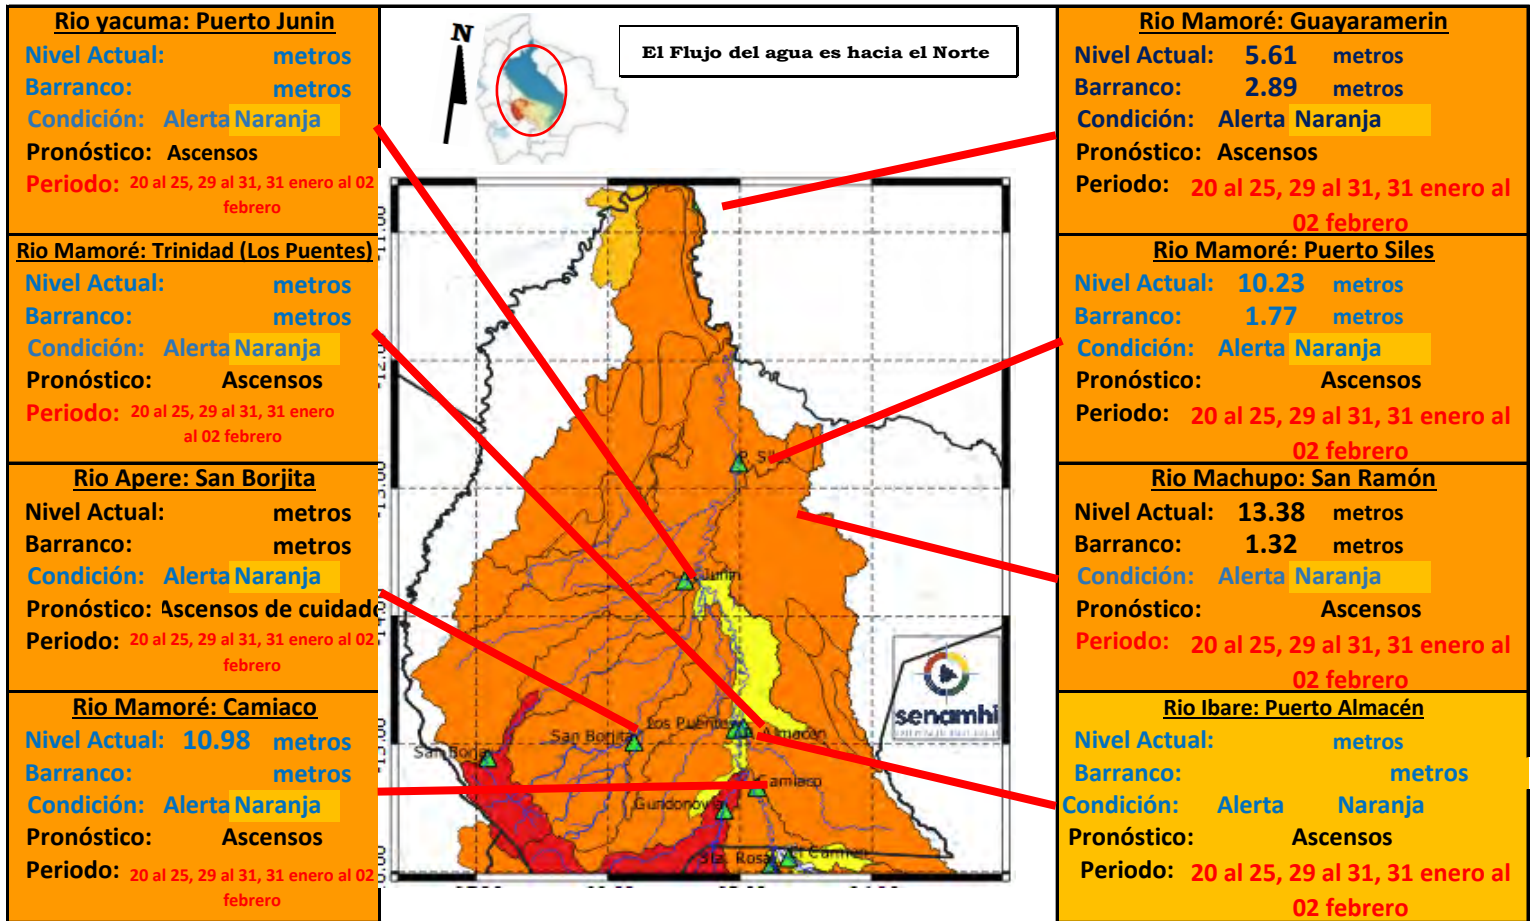 Rio yacuma: Puerto Junin
Nivel Actual: metros
Barranco: metros
Condición: Alerta Naranja
Pronóstico: Ascensos
Periodo: 20 al 25, 29 al 31, 31 enero al 02
febrero
Rio Mamoré: Trinidad (Los Puentes)
Nivel Actual: metros
Barranco: metros
Condición: Alerta Naranja
Pronóstico: Ascensos
Periodo: 20 al 25, 29 al 31, 31 enero
al 02 febrero
Rio Apere: San Borjita
Nivel Actual: metros
Barranco: metros
Condición: Alerta Naranja
Pronóstico: Ascensos de cuidado
Periodo: 20 al 25, 29 al 31, 31 enero al 02
febrero
Rio Mamoré: Camiaco
Nivel Actual: 10.98 metros
Barranco: metros
Condición: Alerta Naranja
Pronóstico: Ascensos
Periodo: 20 al 25, 29 al 31, 31 enero al 02
febrero
N
El Flujo del agua es hacia el Norte
P. Siles
Junin
Los Puentes
Almacén
San Borjita
San Borja
Camiaco
Gundonovia
Sta. Rosa
El Carmen
senamhi
Rio Mamoré: Guayaramerin
Nivel Actual: 5.61 metros
Barranco: 2.89 metros
Condición: Alerta Naranja
Pronóstico: Ascensos
Periodo: 20 al 25, 29 al 31, 31 enero al
02 febrero
Rio Mamoré: Puerto Siles
Nivel Actual: 10.23 metros
Barranco: 1.77 metros
Condición: Alerta Naranja
Pronóstico: Ascensos
Periodo: 20 al 25, 29 al 31, 31 enero al
02 febrero
Rio Machupo: San Ramón
Nivel Actual: 13.38 metros
Barranco: 1.32 metros
Condición: Alerta Naranja
Pronóstico: Ascensos
Periodo: 20 al 25, 29 al 31, 31 enero al
02 febrero
Rio Ibare: Puerto Almacén
Nivel Actual: metros
Barranco: metros
Condición: Alerta Naranja
Pronóstico: Ascensos
Periodo: 20 al 25, 29 al 31, 31 enero al
02 febrero